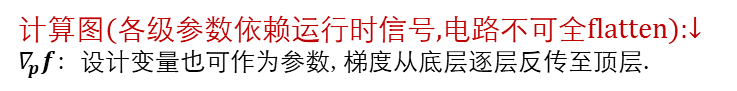 计算图(各级参数依赖运行时信号,电路不可全flatten):↓
∇ₚf: 设计变量也可作为参数, 梯度从底层逐层反传至顶层.